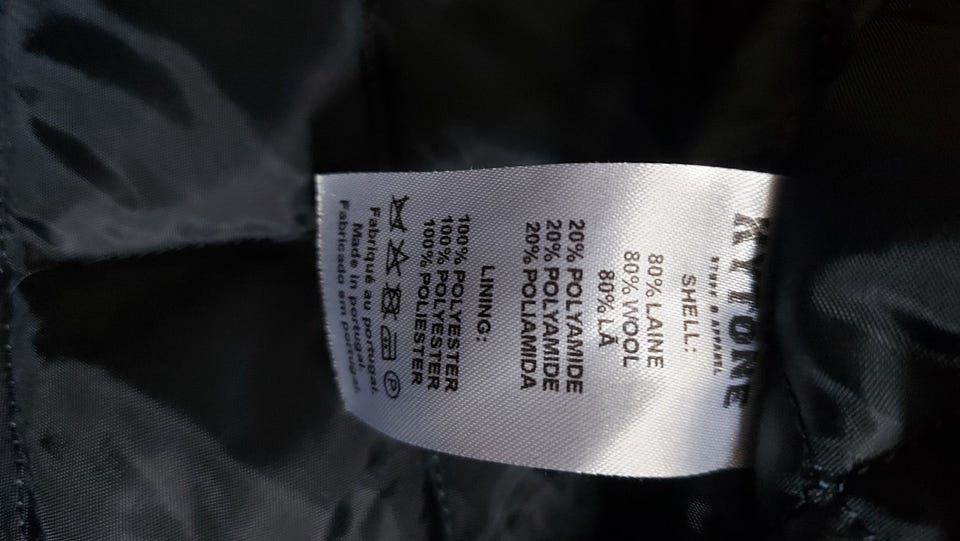 KYTONE
STORE & APPAREL
SHELL:
80% LAINE
80% WOOL
80% LÃ
20% POLYAMIDE
20% POLYAMIDE
20% POLIAMIDA
LINING:
100% POLYESTER
100% POLYESTER
100% POLIESTER
P
Fabriqué au portugal.
Made in portugal.
Fabricado em portugal.